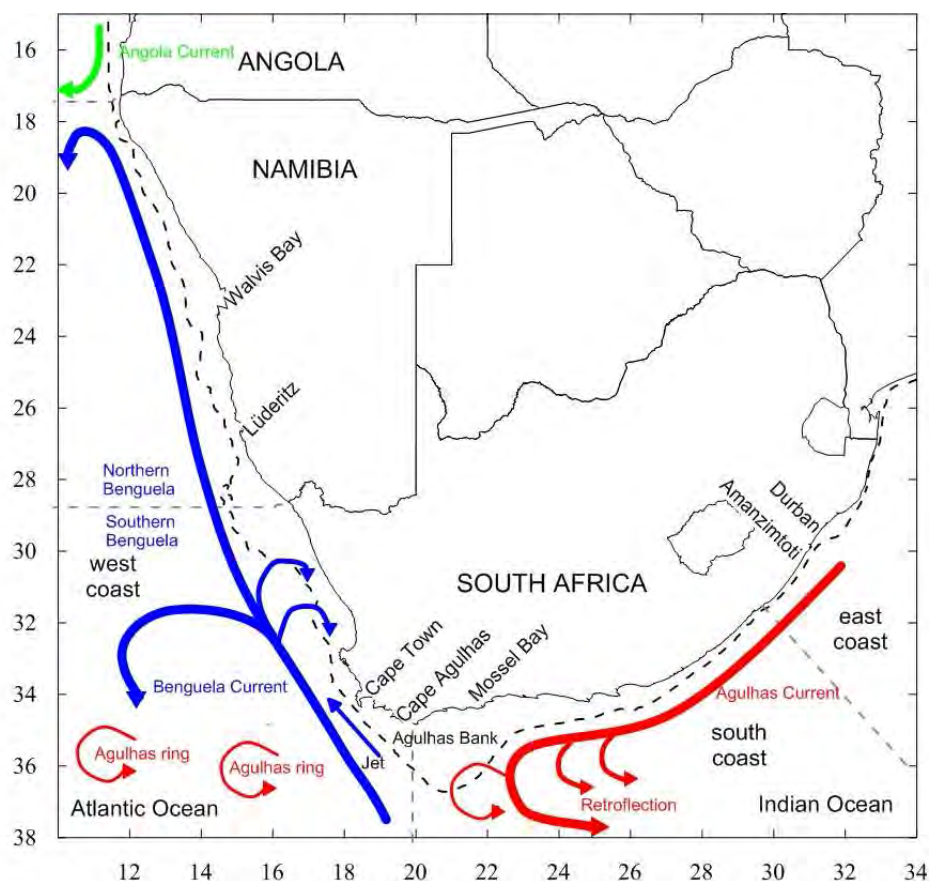 16
18
20
22
24
26
28
30
32
34
36
38
Angola Current
ANGOLA
NAMIBIA
Walvis Bay
Lüderitz
Northern
Benguela
Southern
Benguela
west
coast
Durban
Amanzimtoti
SOUTH AFRICA
east
coast
Cape Town
Cape Agulhas
Mossel Bay
Benguela Current
Agulhas Current
Agulhas Bank
south
coast
Jet
Agulhas ring
Agulhas ring
Retroflection
Atlantic Ocean
Indian Ocean
12 14 16 18 20 22 24 26 28 30 32 34